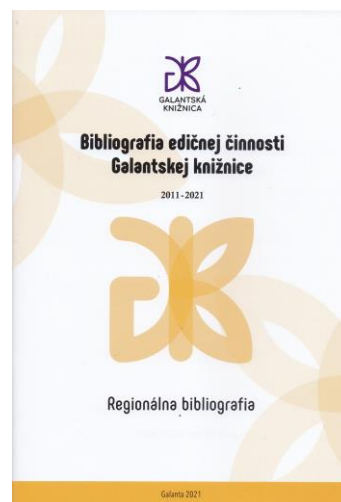 GALANTSKÁ
KNIŽNICA
Bibliografia edičnej činnosti
Galantskej knižnice
2011-2021
Regionálna bibliografia
Galanta 2021